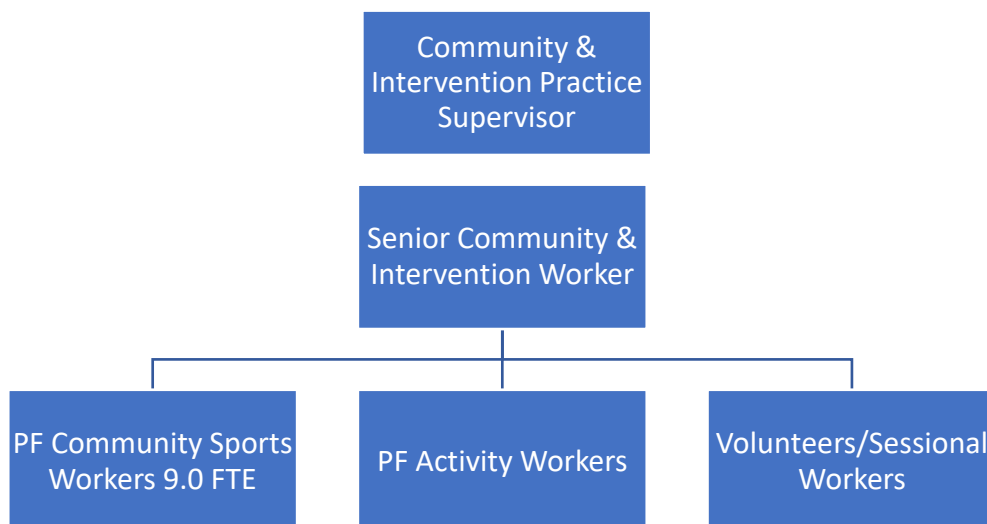 Community &
Intervention Practice
Supervisor
Senior Community &
Intervention Worker
PF Community Sports
Workers 9.0 FTE
PF Activity Workers
Volunteers/Sessional
Workers